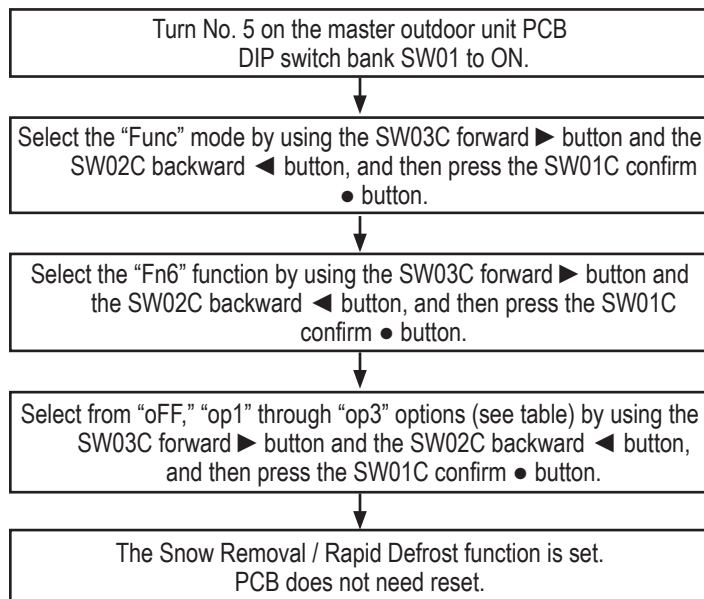 Turn No. 5 on the master outdoor unit PCB
DIP switch bank SW01 to ON.
Select the “Func” mode by using the SW03C forward ► button and the
SW02C backward ◄ button, and then press the SW01C confirm
● button.
Select the “Fn6” function by using the SW03C forward ► button and
the SW02C backward ◄ button, and then press the SW01C
confirm ● button.
Select from “oFF,” “op1” through “op3” options (see table) by using the
SW03C forward ► button and the SW02C backward ◄ button,
and then press the SW01C confirm ● button.
The Snow Removal / Rapid Defrost function is set.
PCB does not need reset.